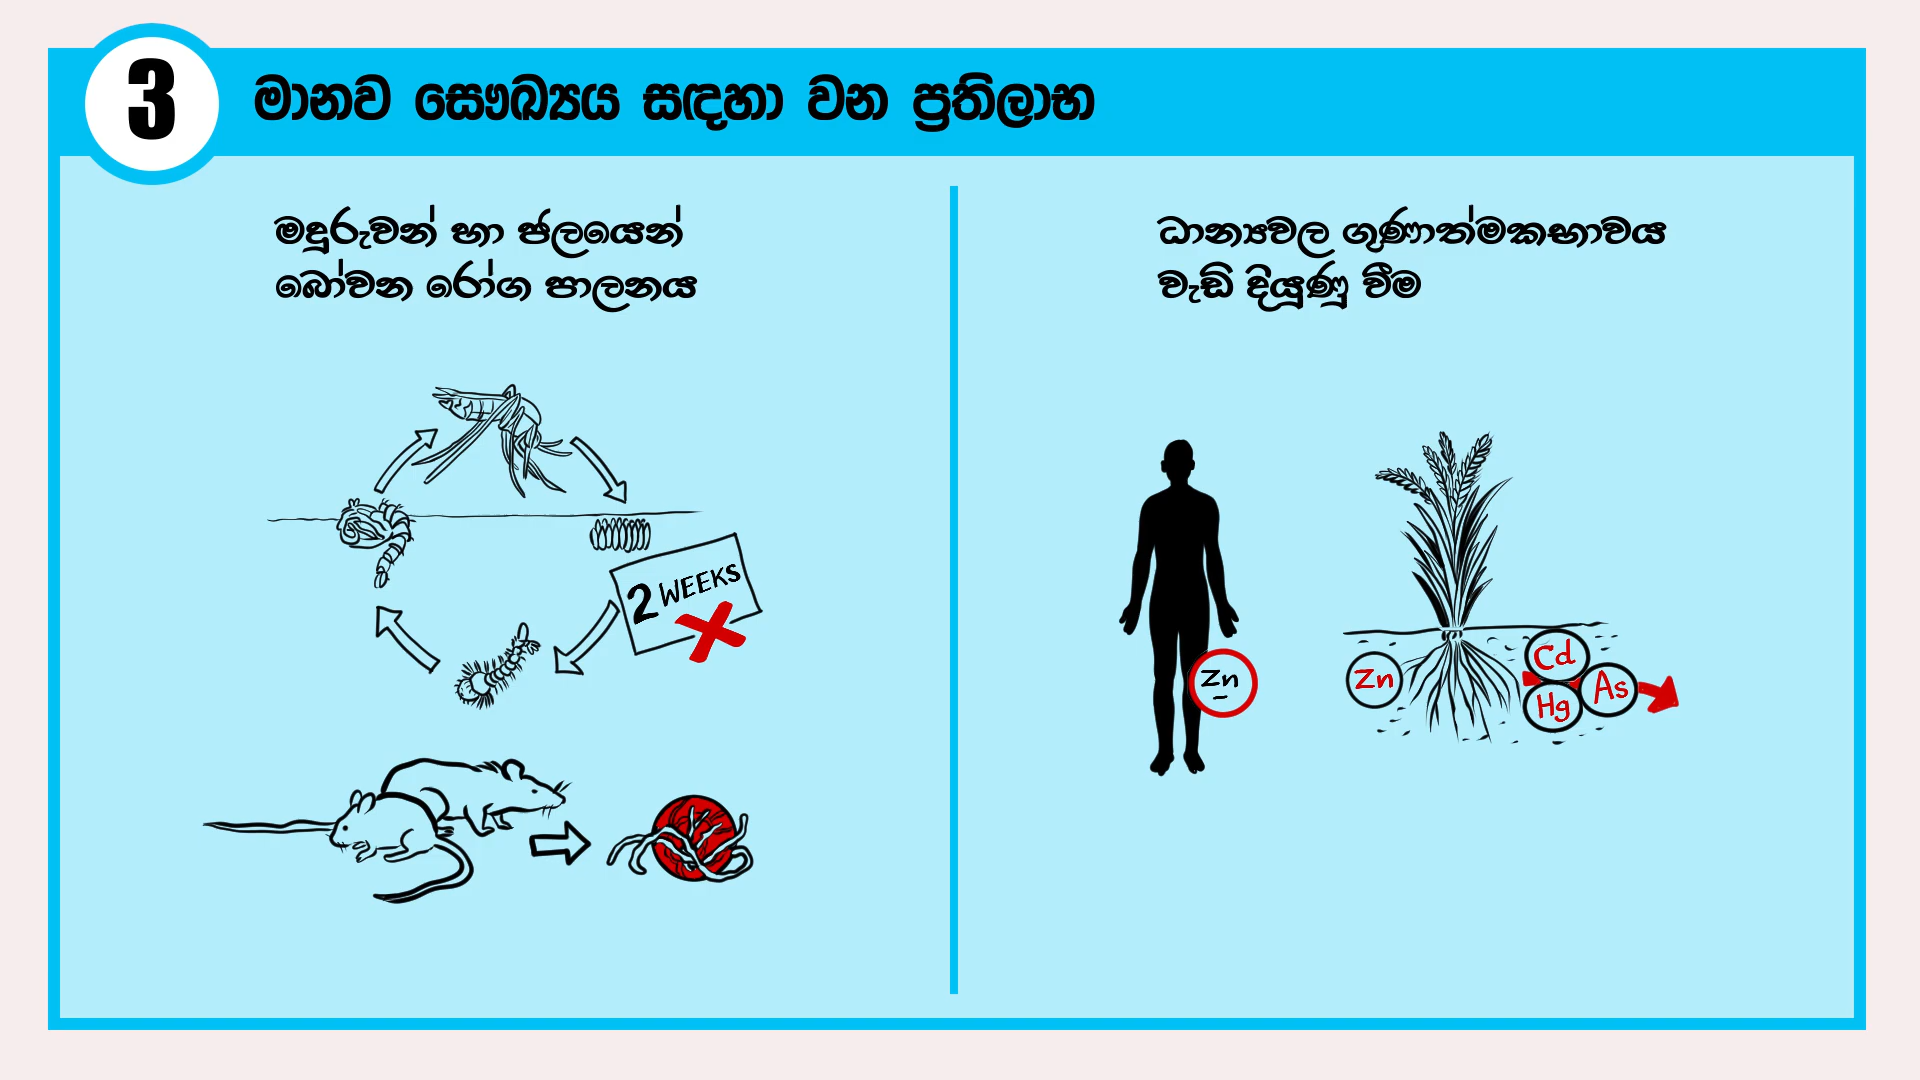 3
මානව සෞඛ්‍යය සඳහා වන ප්‍රතිලාභ
මදුරුවන් හා ජලයෙන්
බෝවන රෝග පාලනය
2 WEEKS
ධාන්‍යවල ගුණාත්මකභාවය
වැඩි දියුණු වීම
Zn
Zn
Cd
Hg
As